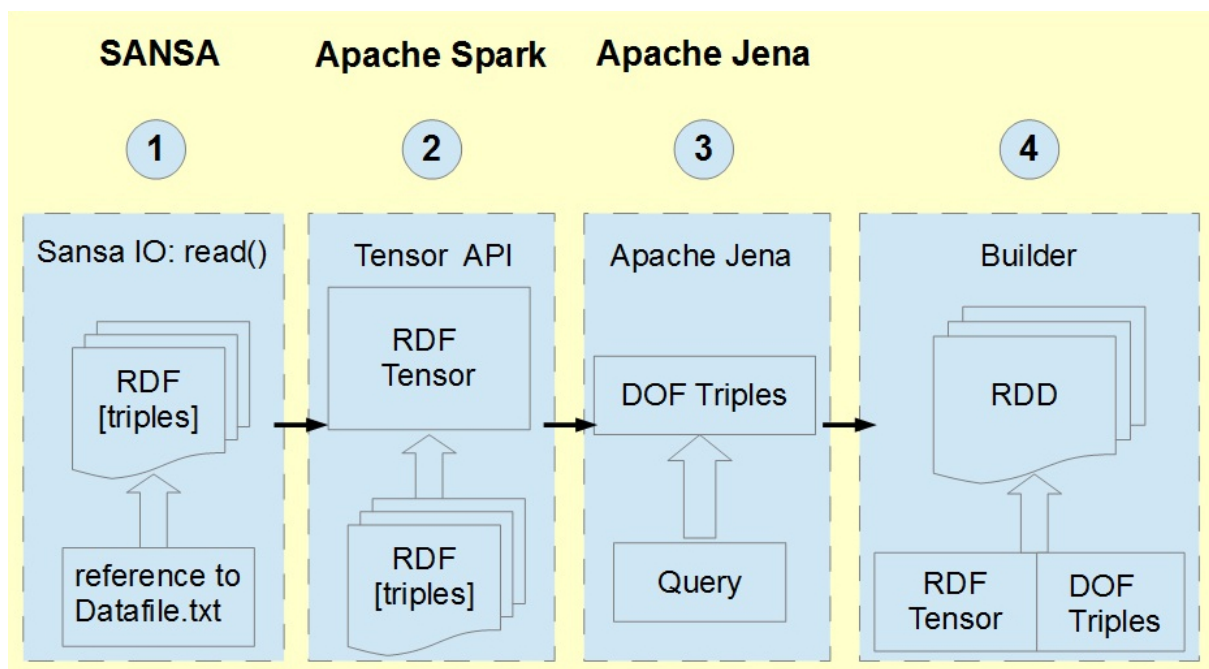 SANSA
Apache Spark
Apache Jena
1
2
3
4
Sansa IO: read()
RDF
[triples]
reference to
Datafile.txt
Tensor API
RDF
Tensor
RDF
[triples]
Apache Jena
DOF Triples
Query
Builder
RDD
RDF
Tensor
DOF
Triples